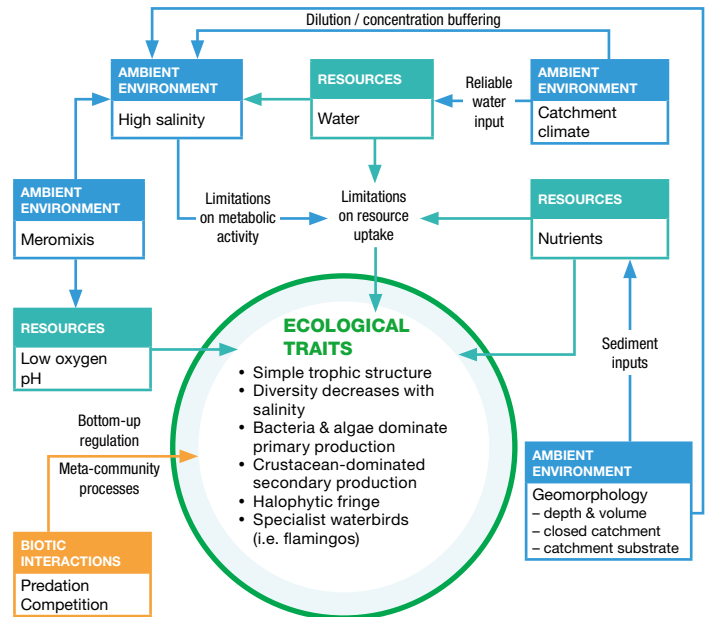 Dilution / concentration buffering
AMBIENT
ENVIRONMENT
High salinity
RESOURCES
Water
Reliable
water
input
AMBIENT
ENVIRONMENT
Catchment
climate
AMBIENT
ENVIRONMENT
Meromixis
Limitations
on metabolic
activity
Limitations
on resource
uptake
RESOURCES
Nutrients
RESOURCES
Low oxygen
pH
ECOLOGICAL
TRAITS
• Simple trophic structure
• Diversity decreases with
salinity
• Bacteria & algae dominate
primary production
• Crustacean-dominated
secondary production
• Halophytic fringe
• Specialist waterbirds
(i.e. flamingos)
Sediment
inputs
Bottom-up
regulation
Meta-community
processes
AMBIENT
ENVIRONMENT
Geomorphology
– depth & volume
– closed catchment
– catchment substrate
BIOTIC
INTERACTIONS
Predation
Competition